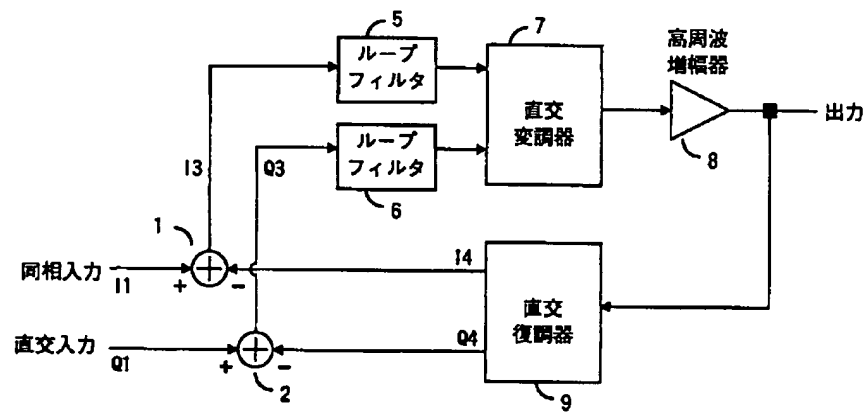 5
ループ
フィルタ
7
直交
変調器
高周波
増幅器
8
出力
ループ
フィルタ
6
I3
Q3
1
同相入力
I1
+
-
I4
直交
復調器
直交入力
Q1
+
-
2
Q4
9